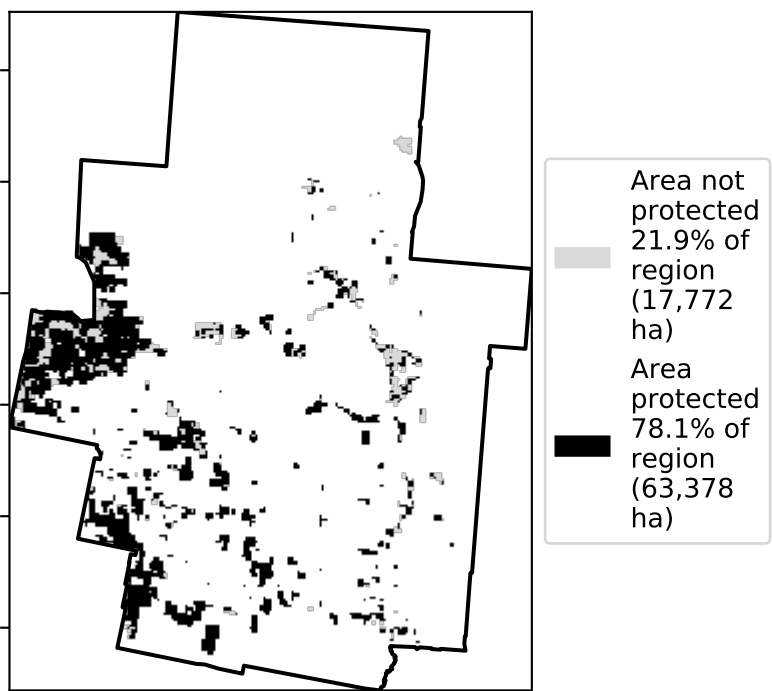 Area not
protected
21.9% of
region
(17,772
ha)
Area
protected
78.1% of
region
(63,378
ha)